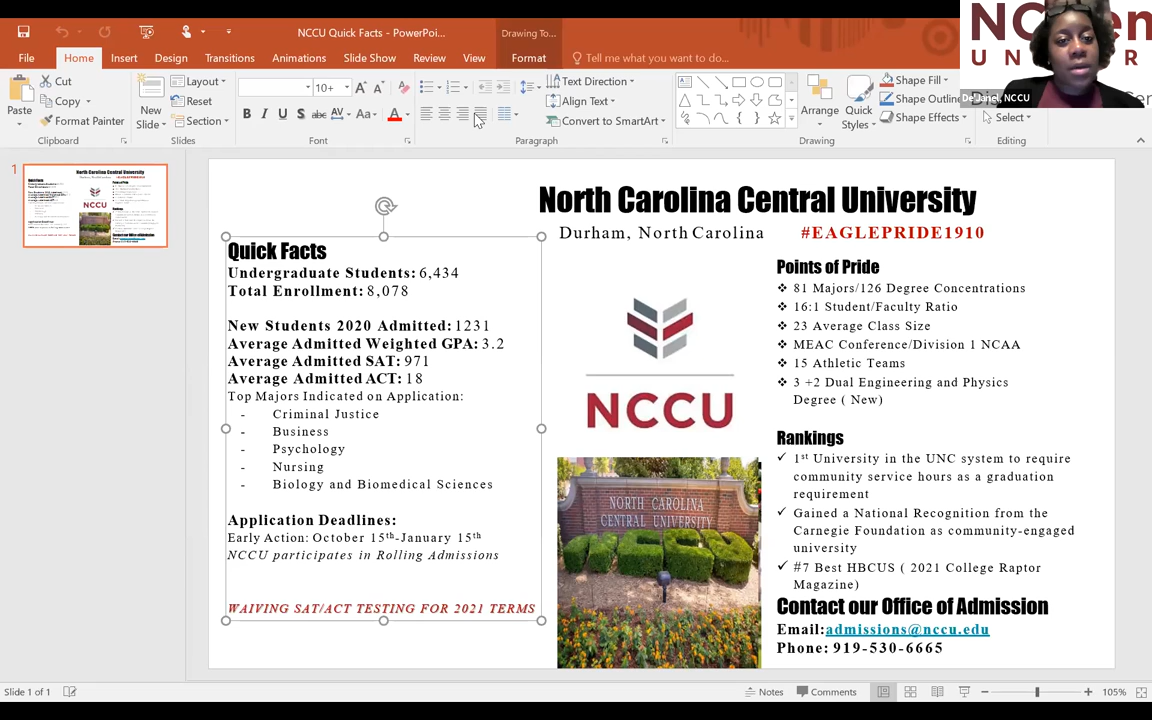 NCCU Quick Facts - PowerPoi...
Drawing To...
File
Home
Insert
Design
Transitions
Animations
Slide Show
Review
View
Format
Tell me what you want to do...
UNI ER
De'Janel, NCCU
Paste
Cut
Copy
Format Painter
Clipboard
New
Slide
Layout
Reset
Section
Slides
10+
B I U S abc AV Aa A
Font
Text Direction
Align Text
Convert to SmartArt
Paragraph
Arrange
Quick
Styles
Shape Fill
Shape Outlin
Shape Effects
Drawing
Select
Editing
1
North Carolina Central University
Durham, North Carolina #EAGLEPRIDE1910
Quick Facts
Undergraduate Students: 6,434
Total Enrollment: 8,078
New Students 2020 Admitted: 1231
Average Admitted Weighted GPA: 3.2
Average Admitted SAT: 971
Average Admitted ACT: 18
Top Majors Indicated on Application:
- Criminal Justice
- Business
- Psychology
- Nursing
- Biology and Biomedical Sciences
Application Deadlines:
Early Action: October 15th-January 15th
NCCU participates in Rolling Admissions
WAIVING SAT/ACT TESTING FOR 2021 TERMS
NCCU
NORTH CAROLINA
CENTRAL UNIVERSITY
Points of Pride
❖ 81 Majors/126 Degree Concentrations
❖ 16:1 Student/Faculty Ratio
❖ 23 Average Class Size
❖ MEAC Conference/Division 1 NCAA
❖ 15 Athletic Teams
❖ 3 +2 Dual Engineering and Physics
Degree ( New)
Rankings
✓ 1st University in the UNC system to require
community service hours as a graduation
requirement
✓ Gained a National Recognition from the
Carnegie Foundation as community-engaged
university
✓ #7 Best HBCUS ( 2021 College Raptor
Magazine)
Contact our Office of Admission
Email:admissions@nccu.edu
Phone: 919-530-6665
Slide 1 of 1
Notes
Comments
105%